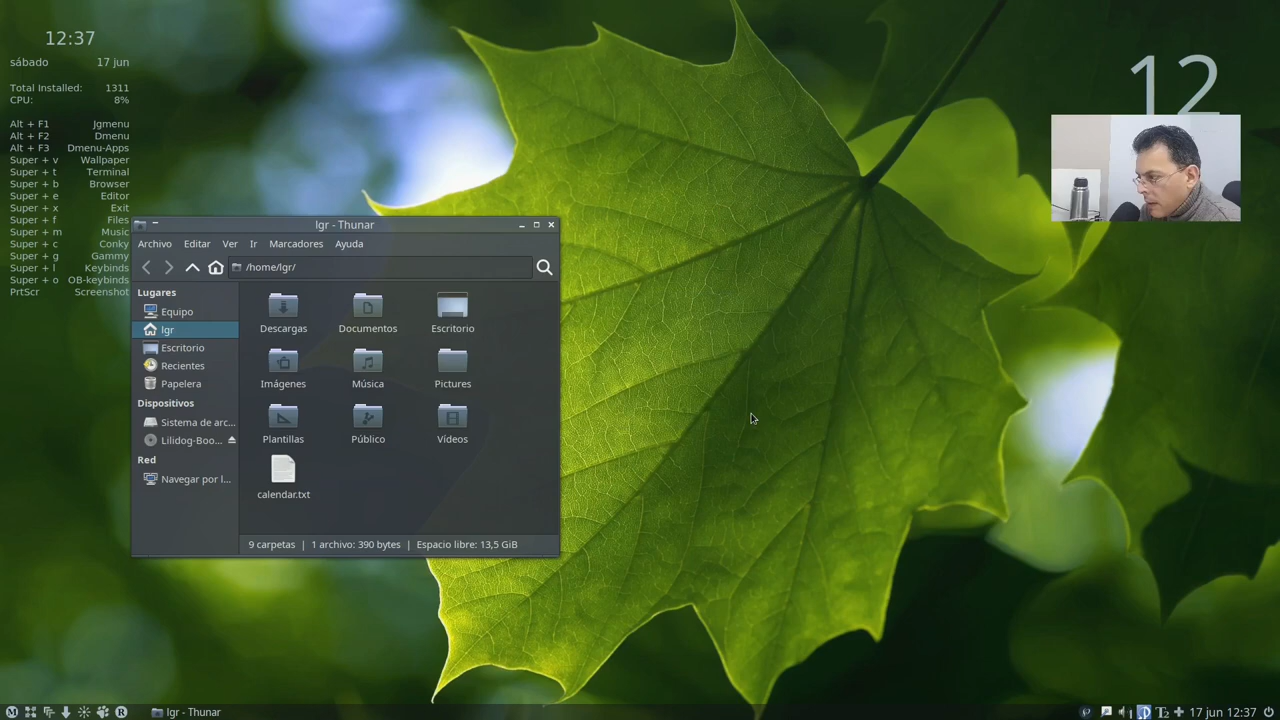 12:37
sábado 17 jun
Total Installed: 1311
CPU: 8%
Alt + F1 Jgmenu
Alt + F2 Dmenu
Alt + F3 Dmenu-Apps
Super + v Wallpaper
Super + t Terminal
Super + b Browser
Super + e Editor
Super + x Exit
Super + f Files
Super + m Music
Super + c Conky
Super + g Gammy
Super + l Keybinds
Super + o OB-keybinds
PrtScr Screenshot
12
lgr - Thunar
Archivo Editar Ver Ir Marcadores Ayuda
/home/lgr/
Lugares
Equipo
lgr
Escritorio
Recientes
Papelera
Dispositivos
Sistema de arc...
Lilidog-Boo...
Red
Navegar por l...
Descargas Documentos Escritorio
Imágenes Música Pictures
Plantillas Público Vídeos
calendar.txt
9 carpetas | 1 archivo: 390 bytes | Espacio libre: 13,5 GiB
lgr - Thunar
17 jun 12:37